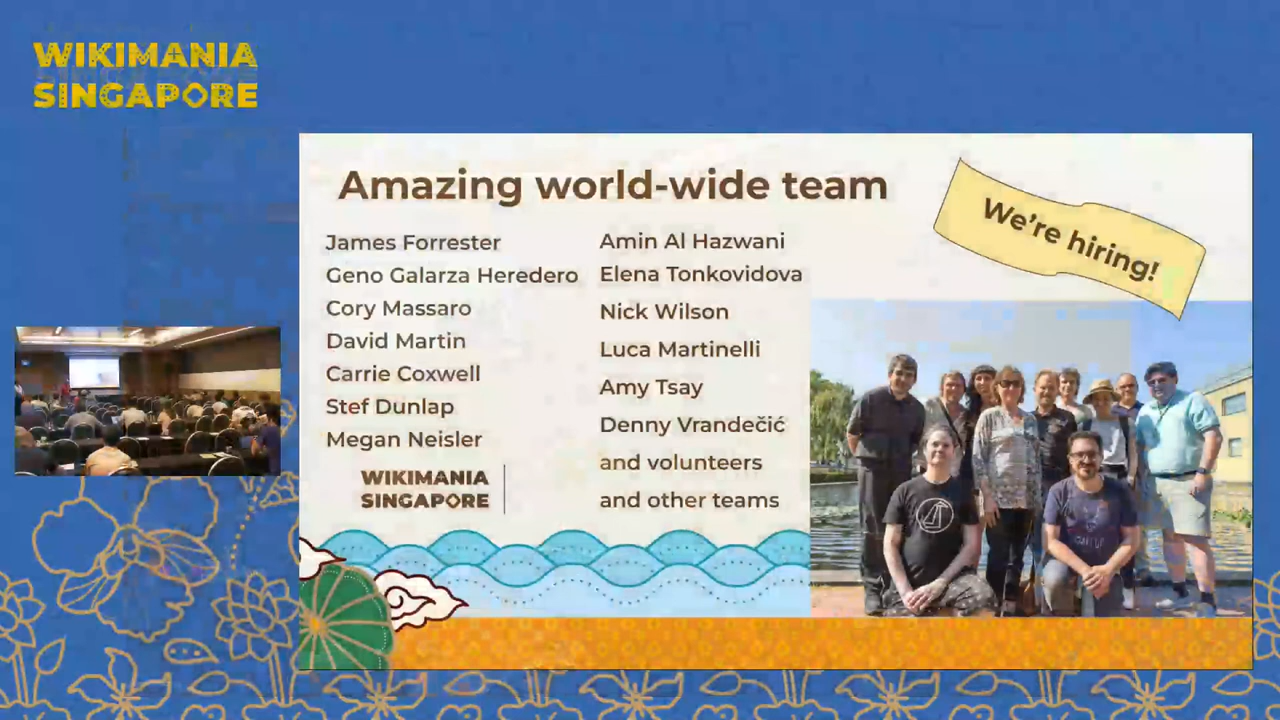 WIKIMANIA
SINGAPORE
Amazing world-wide team
We're hiring!
James Forrester
Geno Galarza Heredero
Cory Massaro
David Martin
Carrie Coxwell
Stef Dunlap
Megan Neisler
Amin Al Hazwani
Elena Tonkovidova
Nick Wilson
Luca Martinelli
Amy Tsay
Denny Vrandečić
and volunteers
and other teams
WIKIMANIA
SINGAPORE